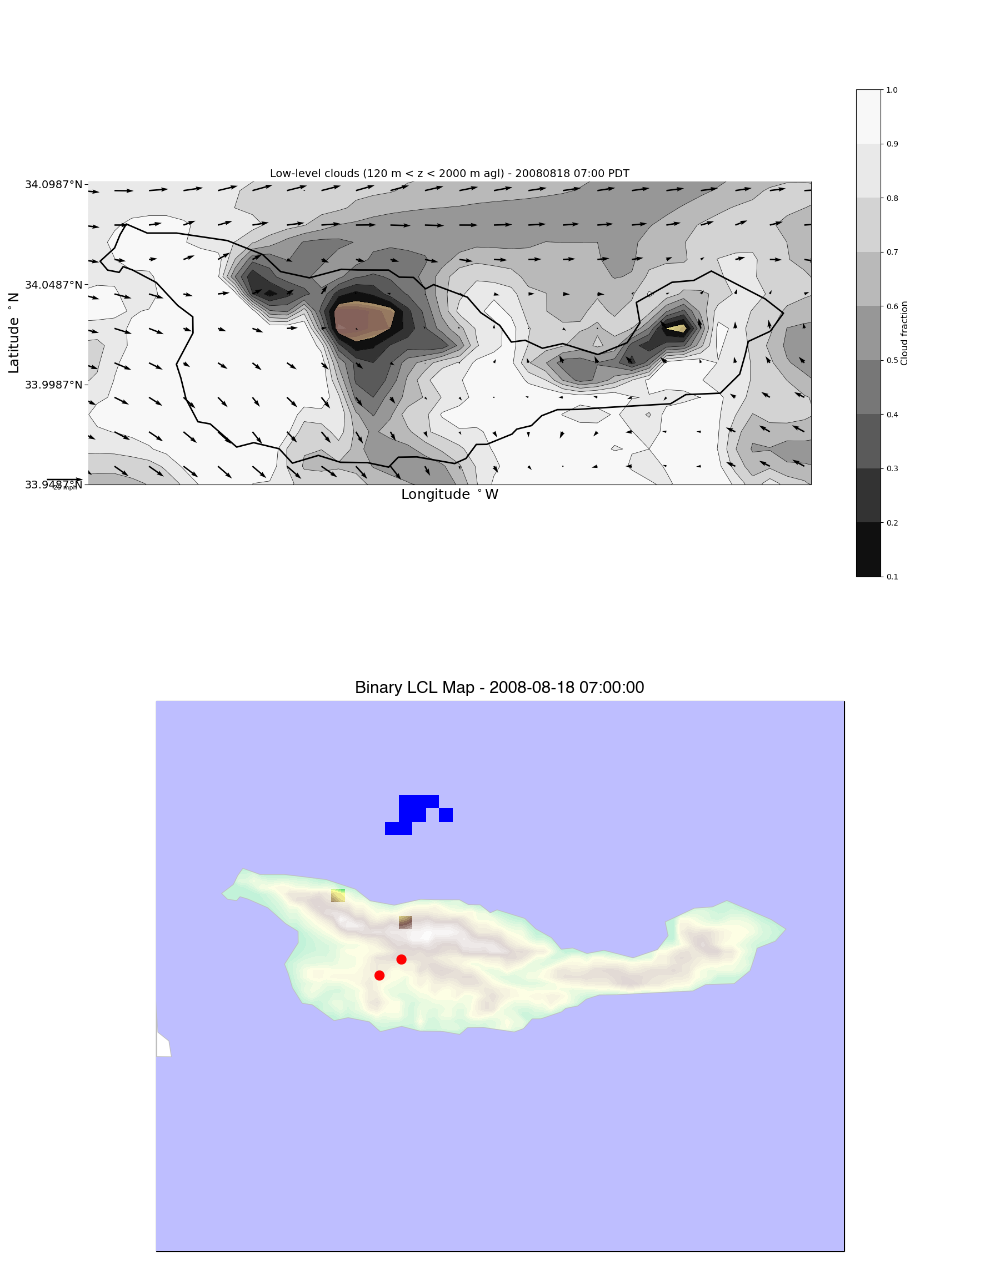 Low-level clouds (120 m < z < 2000 m agl) - 20080818 07:00 PDT
34.0987°N
34.0487°N
33.9987°N
33.9487°N
Latitude °N
Longitude °W
1.0
0.9
0.8
0.7
0.6
0.5
0.4
0.3
0.2
0.1
Cloud fraction
Binary LCL Map - 2008-08-18 07:00:00